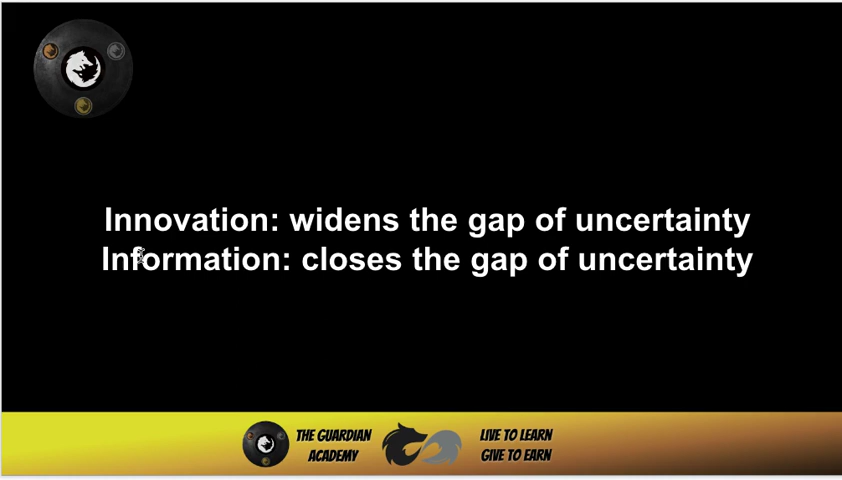 Innovation: widens the gap of uncertainty
Information: closes the gap of uncertainty
THE GUARDIAN
ACADEMY
LIVE TO LEARN
GIVE TO EARN